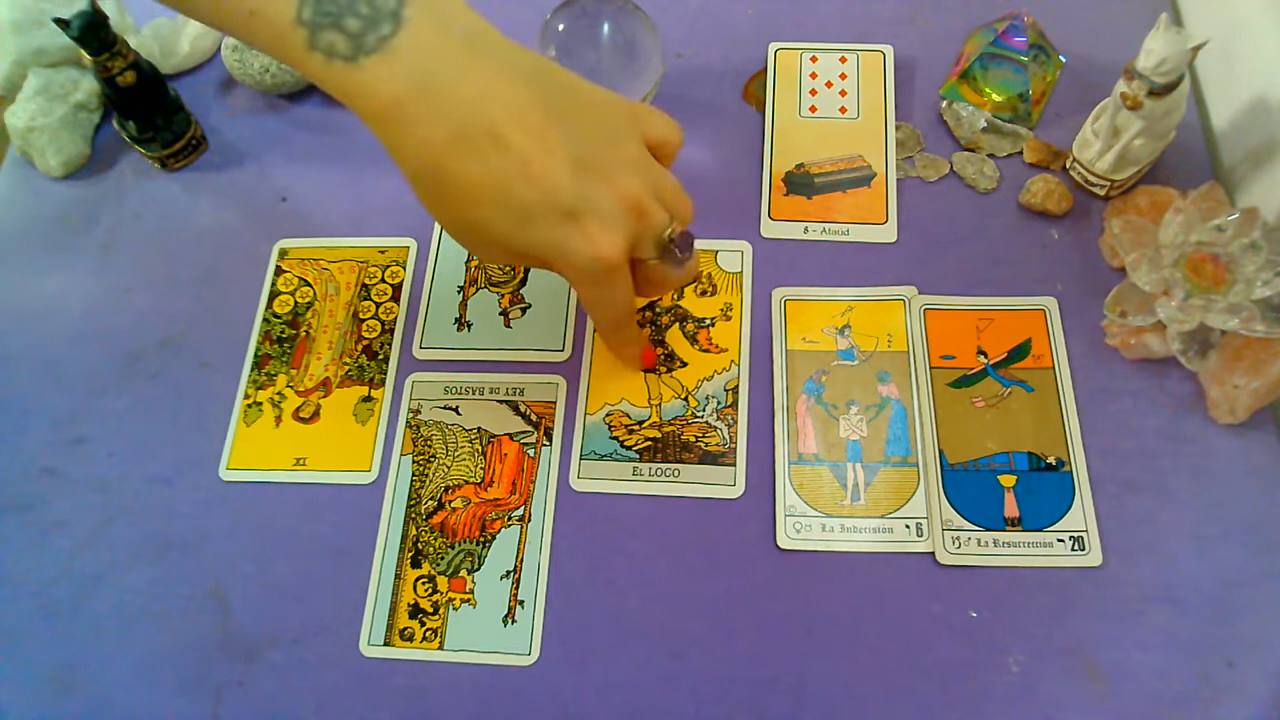 8 - Ataúd
IX
REY DE BASTOS
EL LOCO
La Indecisión 6
La Resurrección 20